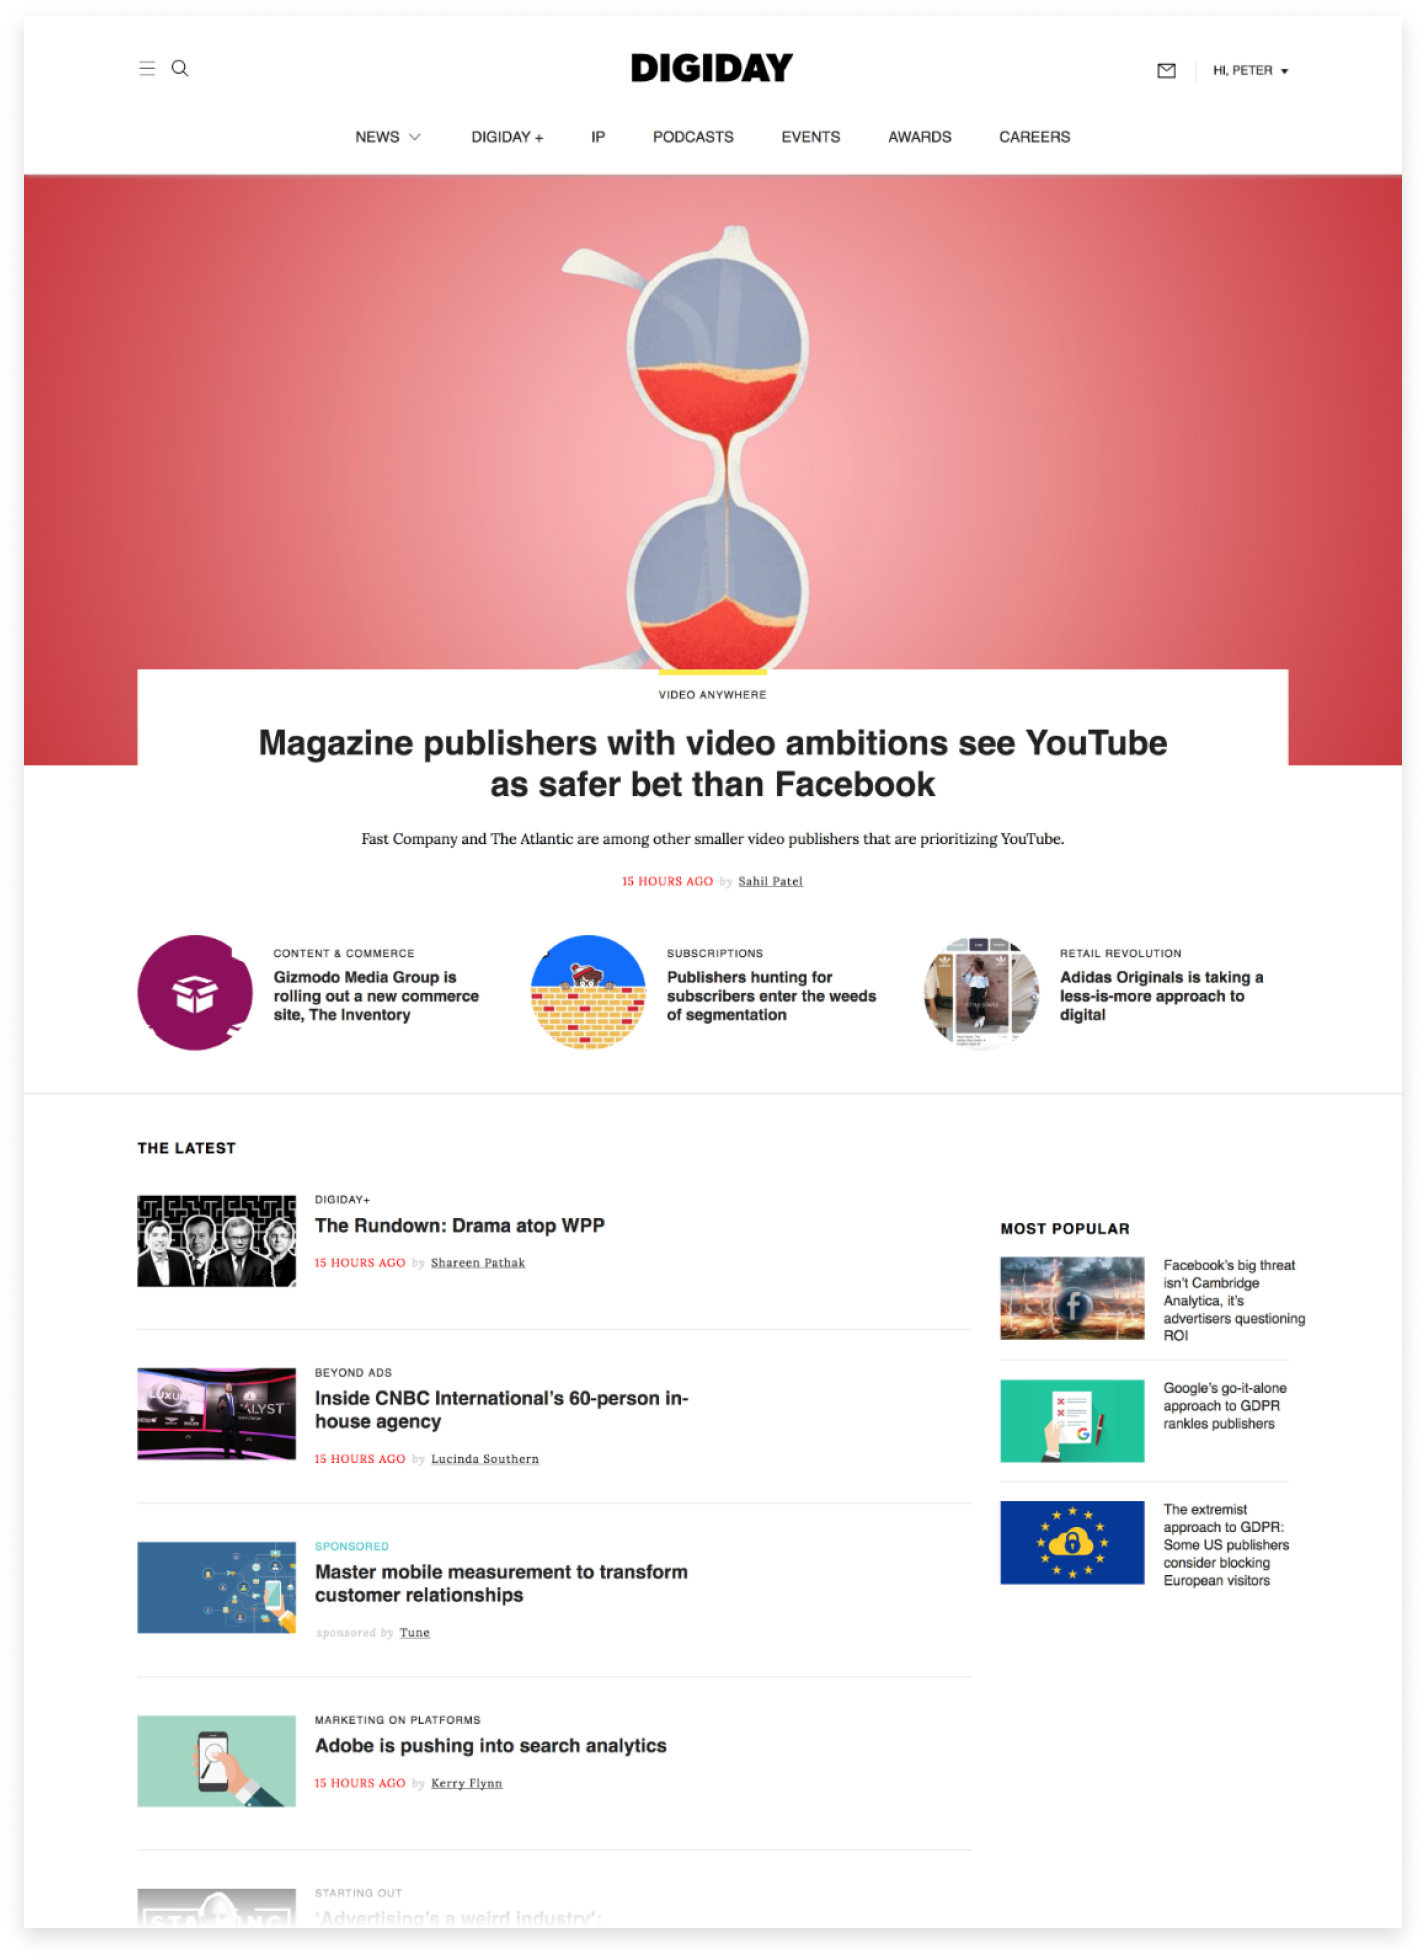 DIGIDAY
HI, PETER
NEWS
DIGIDAY +
IP
PODCASTS
EVENTS
AWARDS
CAREERS
VIDEO ANYWHERE
Magazine publishers with video ambitions see YouTube
as safer bet than Facebook
Fast Company and The Atlantic are among other smaller video publishers that are prioritizing YouTube.
15 HOURS AGO by Sahil Patel
CONTENT & COMMERCE
Gizmodo Media Group is
rolling out a new commerce
site, The Inventory
SUBSCRIPTIONS
Publishers hunting for
subscribers enter the weeds
of segmentation
RETAIL REVOLUTION
Adidas Originals is taking a
less-is-more approach to
digital
THE LATEST
DIGIDAY+
The Rundown: Drama atop WPP
15 HOURS AGO by Shareen Pathak
BEYOND ADS
Inside CNBC International's 60-person in-
house agency
15 HOURS AGO by Lucinda Southern
SPONSORED
Master mobile measurement to transform
customer relationships
sponsored by Tune
MARKETING ON PLATFORMS
Adobe is pushing into search analytics
15 HOURS AGO by Kerry Flynn
STARTING OUT
'Advertising's a weird industry':
MOST POPULAR
Facebook's big threat
isn't Cambridge
Analytica, it's
advertisers questioning
ROI
Google's go-it-alone
approach to GDPR
rankles publishers
The extremist
approach to GDPR:
Some US publishers
consider blocking
European visitors